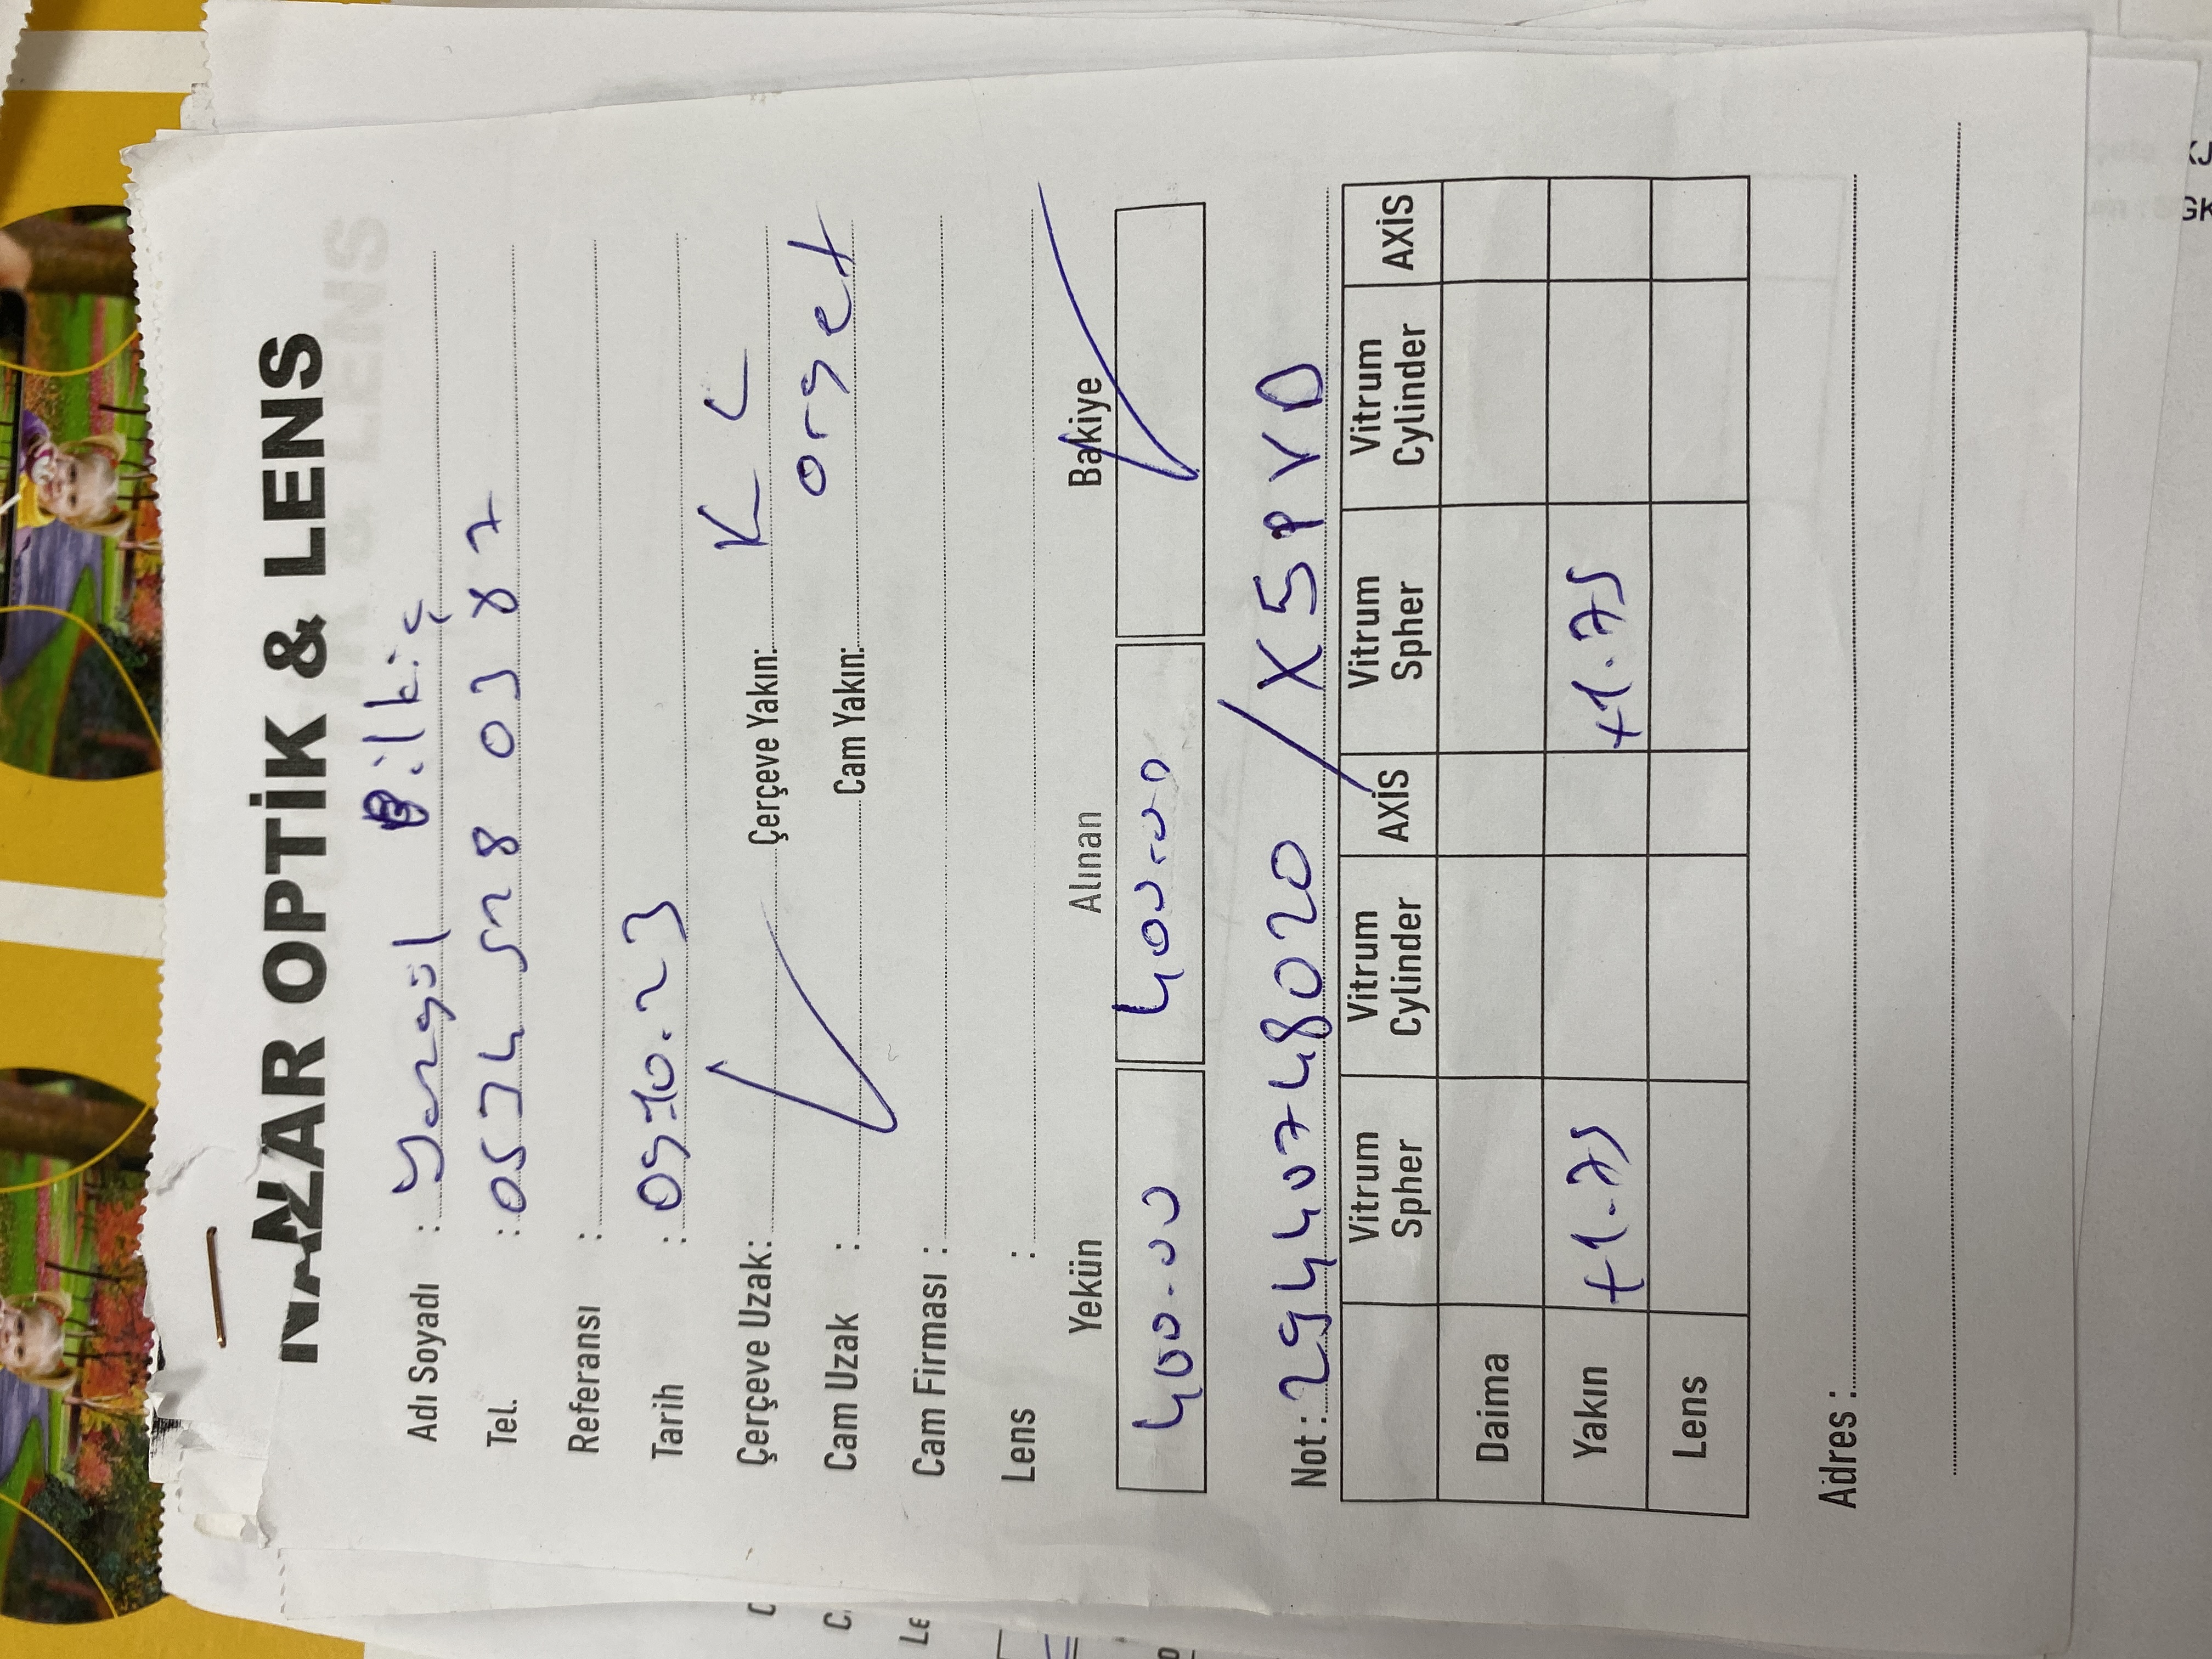 NAZAR OPTİK & LENS
Adı Soyadı : Yazgül Bilkiç
Tel. : 0534 528 03 87
Referansı :
Tarih : 09.10.23
Çerçeve Uzak: Çerçeve Yakın: K C
Cam Uzak : Cam Yakın: orget
Cam Firması :
Lens :
Yekün Alınan Bakiye
400.00 400.00
Not : 29440748020 / X5PVD
Vitrum Spher Vitrum Cylinder AXİS Vitrum Spher Vitrum Cylinder AXİS
Daima
Yakın +1.75 +1.75
Lens
Adres :